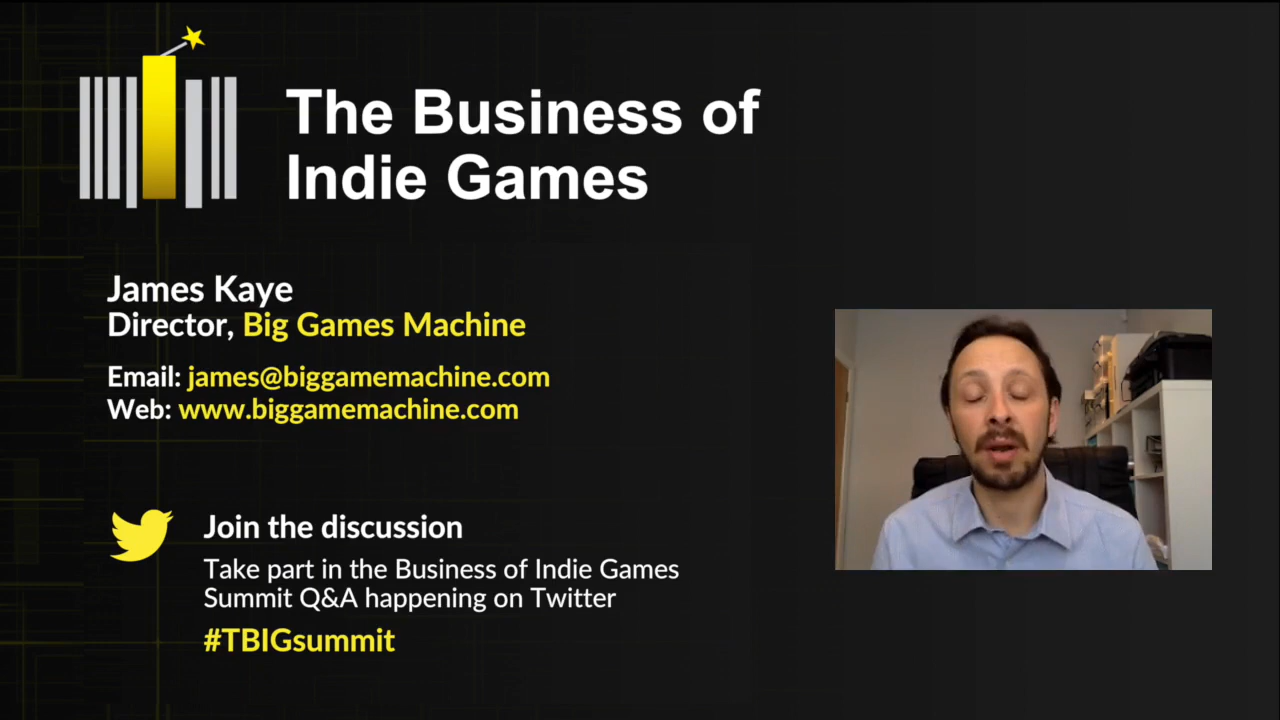 The Business of
Indie Games
James Kaye
Director, Big Games Machine
Email: james@biggamemachine.com
Web: www.biggamemachine.com
Join the discussion
Take part in the Business of Indie Games
Summit Q&A happening on Twitter
#TBIGsummit